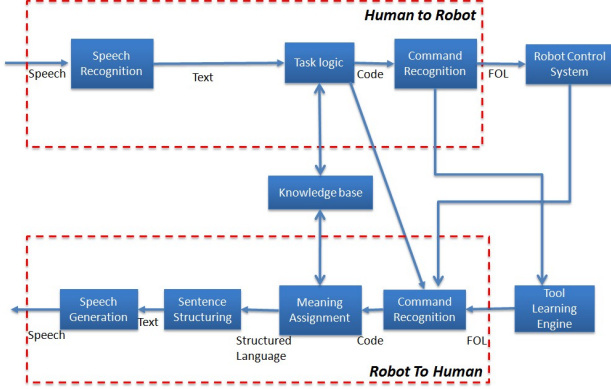 Human to Robot
Speech
Recognition
Task logic
Command
Recognition
Robot Control
System
Speech
Text
Code
FOL
Knowledge base
Speech
Generation
Sentence
Structuring
Meaning
Assignment
Command
Recognition
Tool
Learning
Engine
Speech
Text
Structured
Language
Code
FOL
Robot To Human